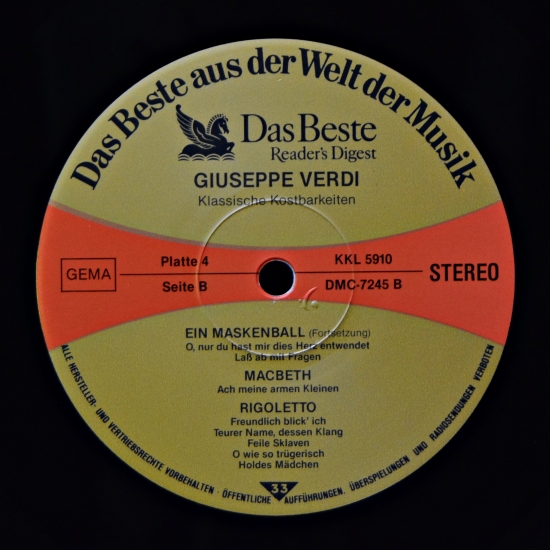 Das Beste aus der Welt der Musik
Das Beste
Reader's Digest
GIUSEPPE VERDI
Klassische Kostbarkeiten
GEMA
Platte 4
KKL 5910
Seite B
DMC-7245 B
STEREO
EIN MASKENBALL (Fortsetzung)
O, nur du hast mir dies Herz entwendet
Laß ab mit Fragen
MACBETH
Ach meine armen Kleinen
RIGOLETTO
Freundlich blick' ich
Teurer Name, dessen Klang
Feile Sklaven
O wie so trügerisch
Holdes Mädchen
33
ALLE HERSTELLER- UND VERTRIEBSRECHTE VORBEHALTEN · ÖFFENTLICHE AUFFÜHRUNGEN, ÜBERSPIELUNGEN UND RADIOSENDUNGEN VERBOTEN